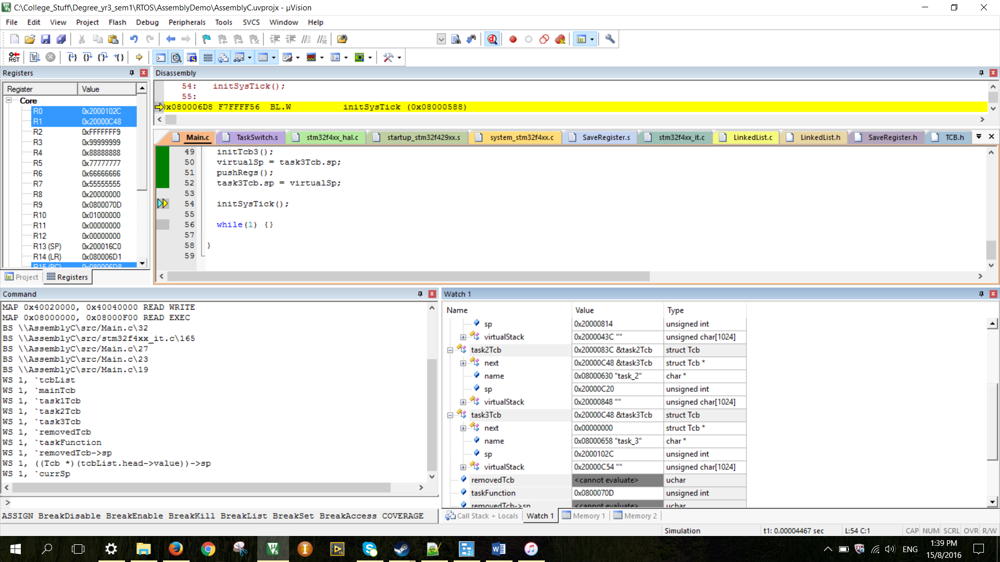 C:\College_Stuff\Degree_yr3_sem1\RTOS\AssemblyDemo\AssemblyC.uvprojx - µVision
File Edit View Project Flash Debug Peripherals Tools SVCS Window Help
RST
Registers
Register Value
Core
R0 0x2000102C
R1 0x20000C48
R2 0xFFFFFFF9
R3 0x99999999
R4 0x88888888
R5 0x77777777
R6 0x66666666
R7 0x55555555
R8 0x20000000
R9 0x0800070D
R10 0x01000000
R11 0x00000000
R12 0x00000000
R13 (SP) 0x200016C0
R14 (LR) 0x080006D1
R15 (PC) 0x080006D8
Project Registers
Disassembly
54: initSysTick();
55:
x080006D8 F7FFFF56 BL.W initSysTick (0x08000588)
Main.c TaskSwitch.s stm32f4xx_hal.c startup_stm32f429xx.s system_stm32f4xx.c SaveRegister.s stm32f4xx_it.c LinkedList.c LinkedList.h SaveRegister.h TCB.h
49 initTcb3();
50 virtualSp = task3Tcb.sp;
51 pushRegs();
52 task3Tcb.sp = virtualSp;
53
54 initSysTick();
55
56 while(1) {}
57
58 }
59
Command
MAP 0x40020000, 0x40040000 READ WRITE
MAP 0x08000000, 0x08000F00 READ EXEC
BS \\AssemblyC\src/Main.c\32
BS \\AssemblyC\src/stm32f4xx_it.c\165
BS \\AssemblyC\src/Main.c\27
BS \\AssemblyC\src/Main.c\23
BS \\AssemblyC\src/Main.c\19
WS 1, `tcbList
WS 1, `mainTcb
WS 1, `task1Tcb
WS 1, `task2Tcb
WS 1, `task3Tcb
WS 1, `removedTcb
WS 1, `taskFunction
WS 1, `removedTcb->sp
WS 1, ((Tcb *)(tcbList.head->value))->sp
WS 1, `currSp
>
ASSIGN BreakDisable BreakEnable BreakKill BreakList BreakSet BreakAccess COVERAGE
Watch 1
Name Value Type
sp 0x20000814 unsigned int
virtualStack 0x2000043C "" unsigned char[1024]
task2Tcb 0x2000083C &task2Tcb struct Tcb
next 0x20000C48 &task3Tcb struct Tcb *
name 0x08000630 "task_2" char *
sp 0x20000C20 unsigned int
virtualStack 0x20000848 "" unsigned char[1024]
task3Tcb 0x20000C48 &task3Tcb struct Tcb
next 0x00000000 struct Tcb *
name 0x08000658 "task_3" char *
sp 0x2000102C unsigned int
virtualStack 0x20000C54 "" unsigned char[1024]
removedTcb <cannot evaluate> uchar
taskFunction 0x0800070D unsigned int
removedTcb->sp <cannot evaluate> uchar
Call Stack + Locals Watch 1 Memory 1 Memory 2
Simulation t1: 0.00004467 sec L:54 C:1 CAP NUM SCRL OVR R/W
ENG
1:39 PM
15/8/2016